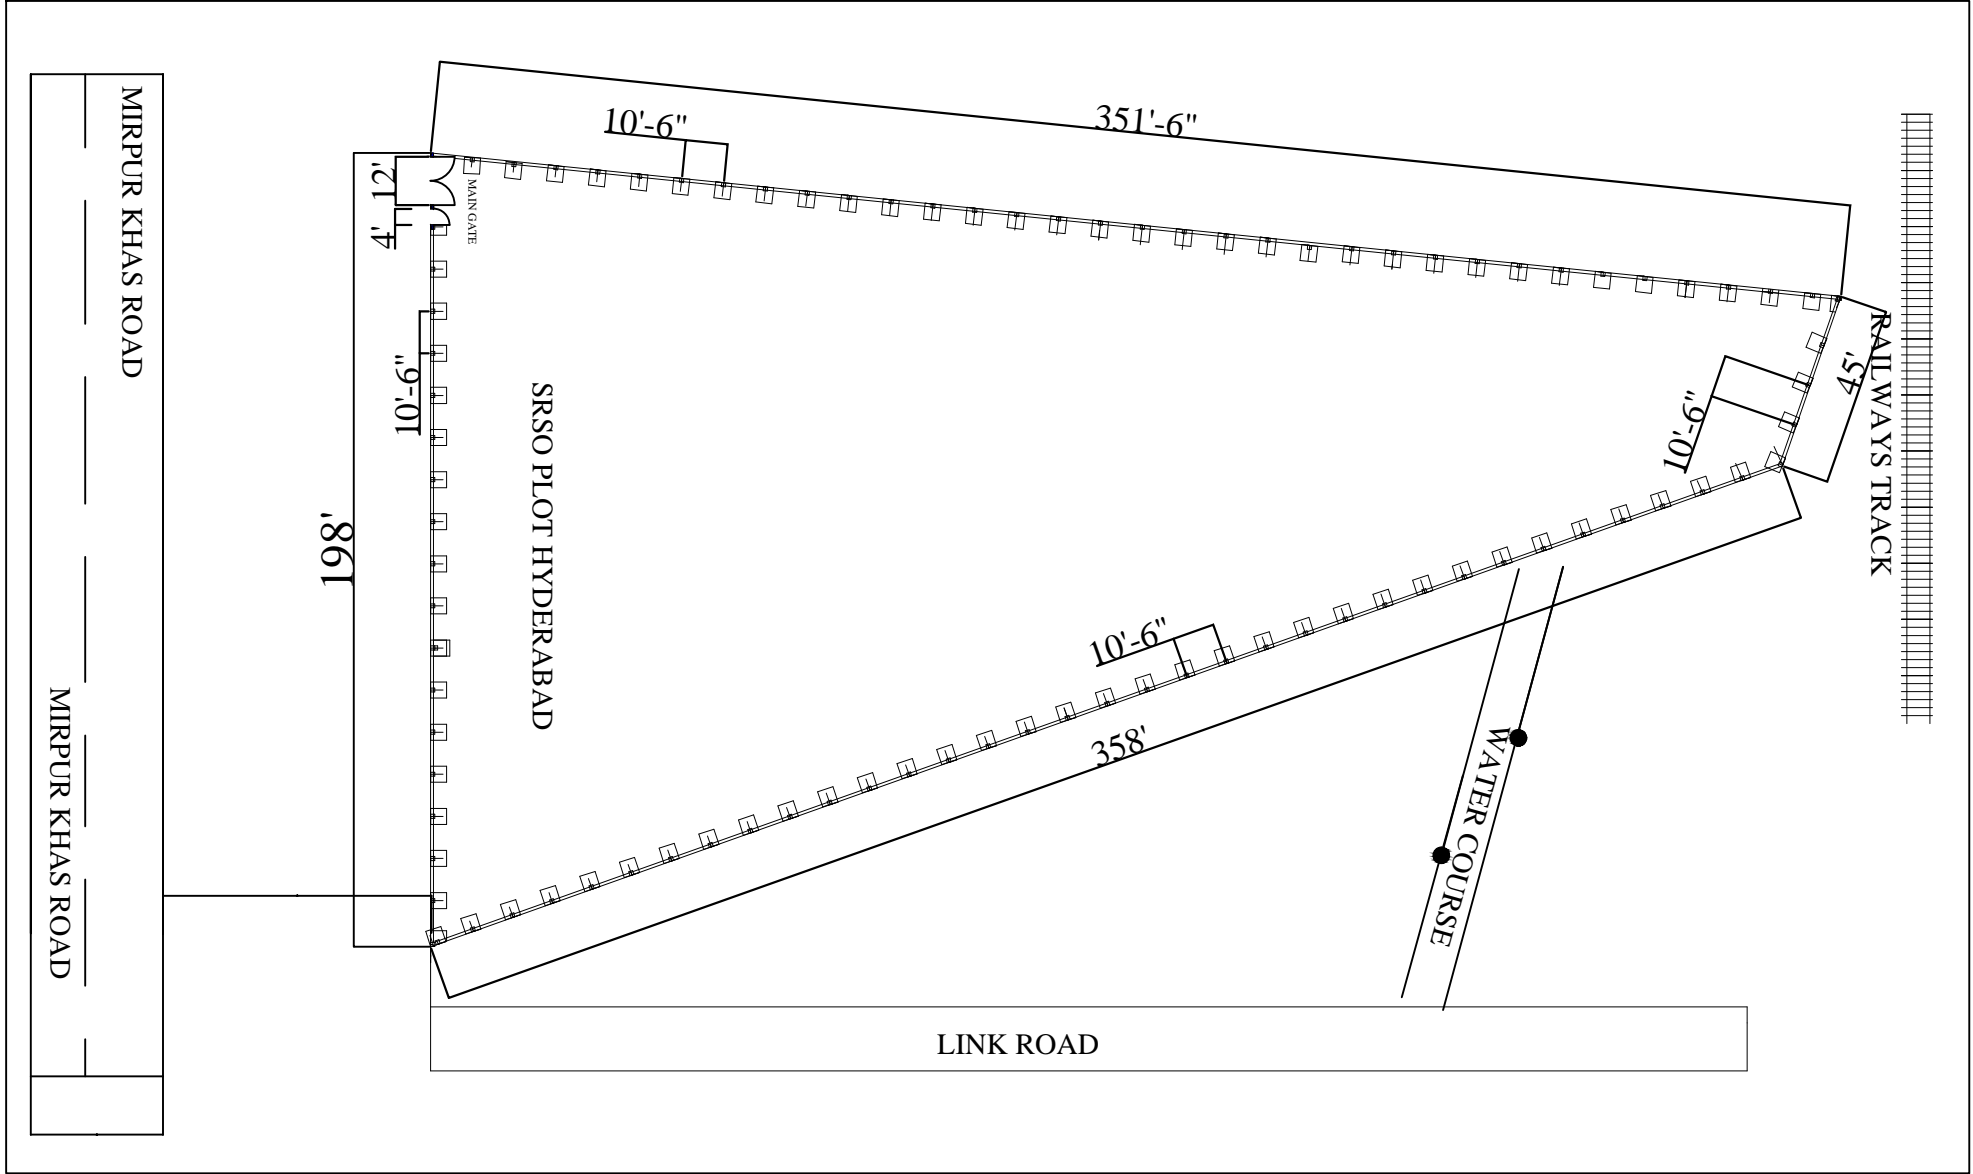 MIRPUR KHAS ROAD
MIRPUR KHAS ROAD
351'-6"
10'-6"
12'
4'
MAIN GATE
10'-6"
198'
SRSO PLOT HYDERABAD
RAILWAYS TRACK
45'
10'-6"
10'-6"
358'
WATER COURSE
LINK ROAD